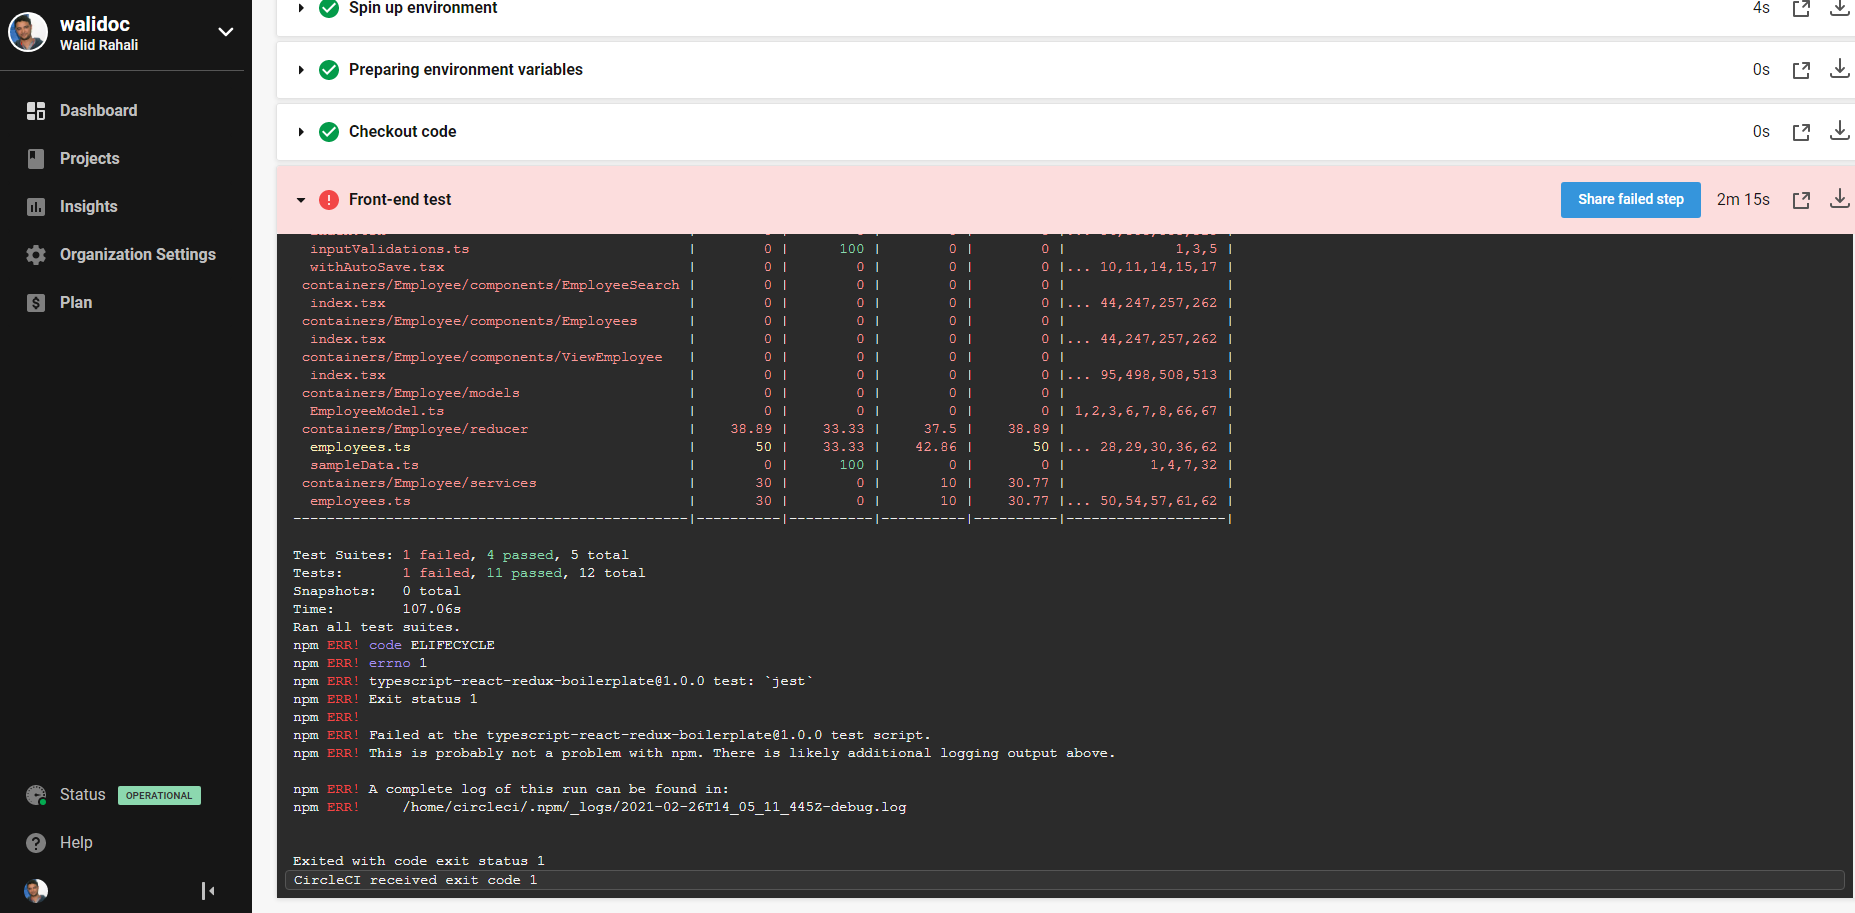 walidoc
Walid Rahali
Dashboard
Projects
Insights
Organization Settings
Plan
Status OPERATIONAL
Help
Spin up environment 4s
Preparing environment variables 0s
Checkout code 0s
Front-end test Share failed step 2m 15s
inputValidations.ts | 0 | 100 | 0 | 0 | 1,3,5 |
withAutoSave.tsx | 0 | 0 | 0 | 0 |... 10,11,14,15,17 |
containers/Employee/components/EmployeeSearch | 0 | 0 | 0 | 0 | |
index.tsx | 0 | 0 | 0 | 0 |... 44,247,257,262 |
containers/Employee/components/Employees | 0 | 0 | 0 | 0 | |
index.tsx | 0 | 0 | 0 | 0 |... 44,247,257,262 |
containers/Employee/components/ViewEmployee | 0 | 0 | 0 | 0 | |
index.tsx | 0 | 0 | 0 | 0 |... 95,498,508,513 |
containers/Employee/models | 0 | 0 | 0 | 0 | |
EmployeeModel.ts | 0 | 0 | 0 | 0 | 1,2,3,6,7,8,66,67 |
containers/Employee/reducer | 38.89 | 33.33 | 37.5 | 38.89 | |
employees.ts | 50 | 33.33 | 42.86 | 50 |... 28,29,30,36,62 |
sampleData.ts | 0 | 100 | 0 | 0 | 1,4,7,32 |
containers/Employee/services | 30 | 0 | 10 | 30.77 | |
employees.ts | 30 | 0 | 10 | 30.77 |... 50,54,57,61,62 |
-----------------------------------------------|----------|----------|----------|----------|-------------------|
Test Suites: 1 failed, 4 passed, 5 total
Tests: 1 failed, 11 passed, 12 total
Snapshots: 0 total
Time: 107.06s
Ran all test suites.
npm ERR! code ELIFECYCLE
npm ERR! errno 1
npm ERR! typescript-react-redux-boilerplate@1.0.0 test: `jest`
npm ERR! Exit status 1
npm ERR!
npm ERR! Failed at the typescript-react-redux-boilerplate@1.0.0 test script.
npm ERR! This is probably not a problem with npm. There is likely additional logging output above.
npm ERR! A complete log of this run can be found in:
npm ERR! /home/circleci/.npm/_logs/2021-02-26T14_05_11_445Z-debug.log
Exited with code exit status 1
CircleCI received exit code 1